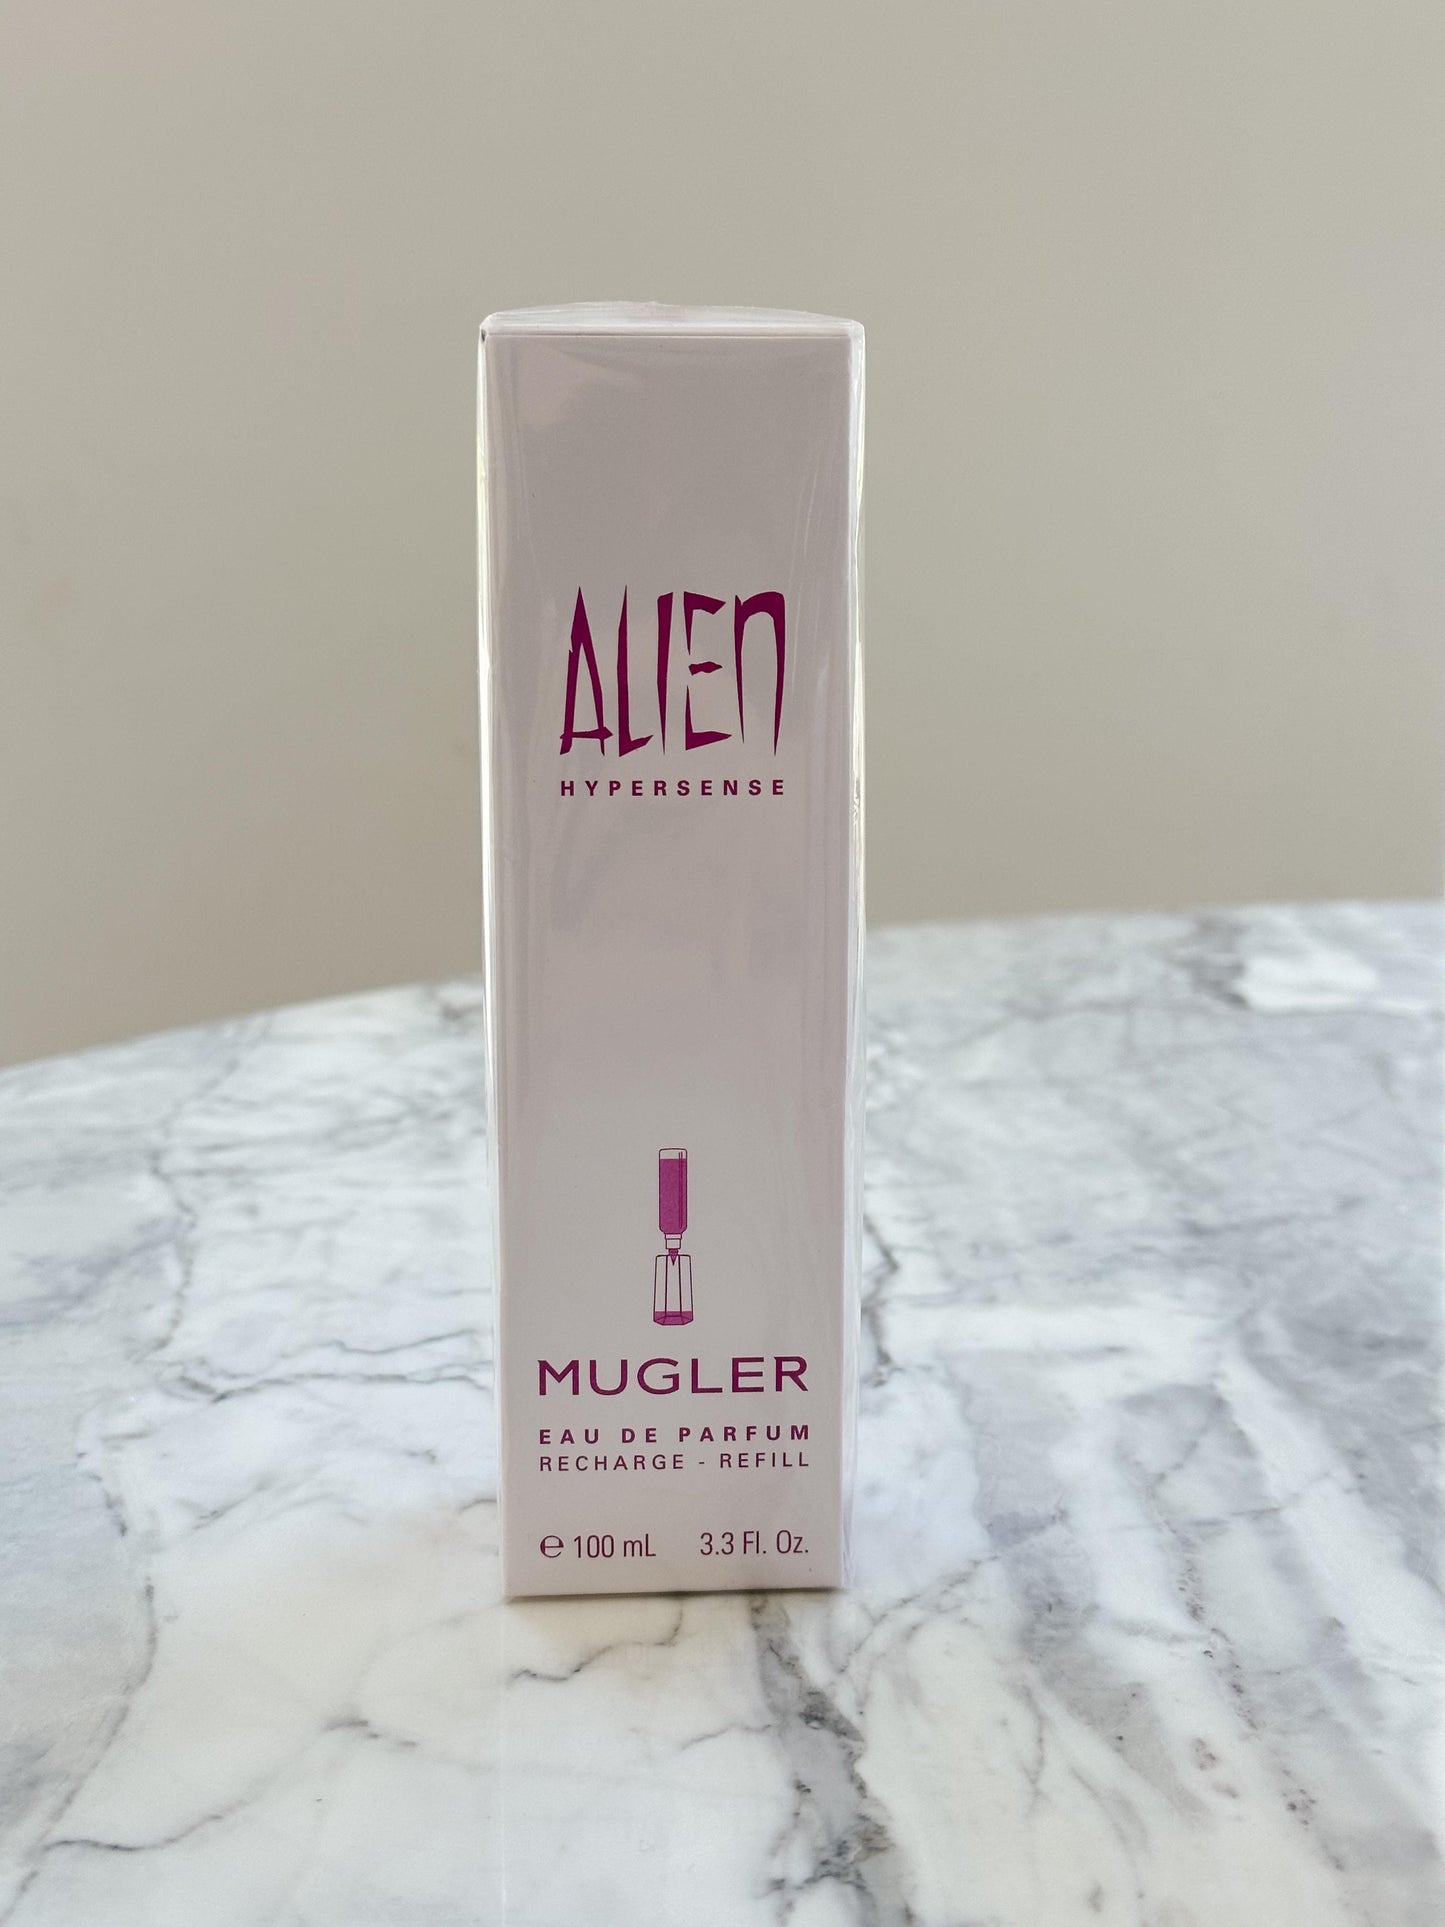 ALIEN
HYPERSENSE
MUGLER
EAU DE PARFUM
RECHARGE - REFILL
℮ 100 mL 3.3 Fl. Oz.